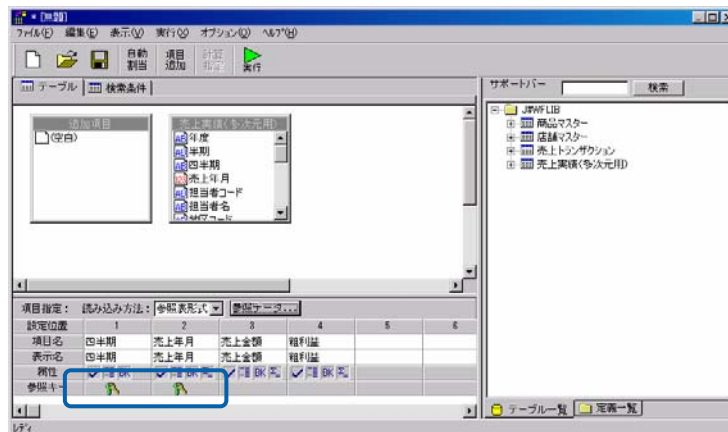 * [無題]
ファイル(F) 編集(E) 表示(V) 実行(X) オプション(O) ヘルプ(H)
自動割当 項目追加 計算指定 実行
テーブル 検索条件
追加項目
(空白)
売上実績(多次元用)
年度
半期
四半期
売上年月
担当者コード
担当者名
地区コード
サポートバー 検索
J#WFLIB
商品マスター
店舗マスター
売上トランザクション
売上実績(多次元用)
項目指定: 読み込み方法: 参照表形式 参照データ...
設定位置 1 2 3 4 5 6
項目名 四半期 売上年月 売上金額 粗利益
表示名 四半期 売上年月 売上金額 粗利益
属性 BK BK BK BK
参照キー
テーブル一覧 定義一覧
レディ